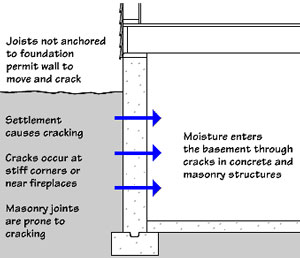 Joists not anchored
to foundation
permit wall to
move and crack
Settlement
causes cracking
Cracks occur at
stiff corners or
near fireplaces
Masonry joints
are prone to
cracking
Moisture enters
the basement through
cracks in concrete and
masonry structures